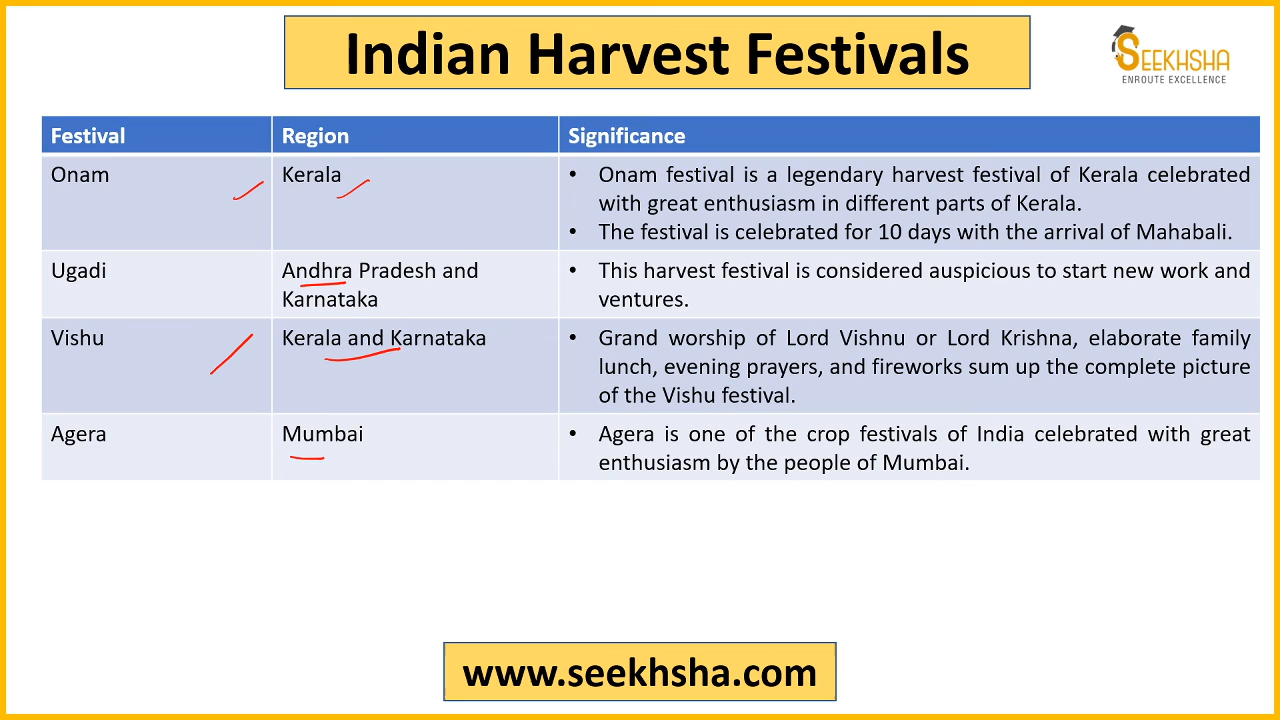 Indian Harvest Festivals
SEEKHSHA
ENROUTE EXCELLENCE
Festival Region Significance
Onam Kerala • Onam festival is a legendary harvest festival of Kerala celebrated
with great enthusiasm in different parts of Kerala.
• The festival is celebrated for 10 days with the arrival of Mahabali.
Ugadi Andhra Pradesh and • This harvest festival is considered auspicious to start new work and
Karnataka ventures.
Vishu Kerala and Karnataka • Grand worship of Lord Vishnu or Lord Krishna, elaborate family
lunch, evening prayers, and fireworks sum up the complete picture
of the Vishu festival.
Agera Mumbai • Agera is one of the crop festivals of India celebrated with great
enthusiasm by the people of Mumbai.
www.seekhsha.com